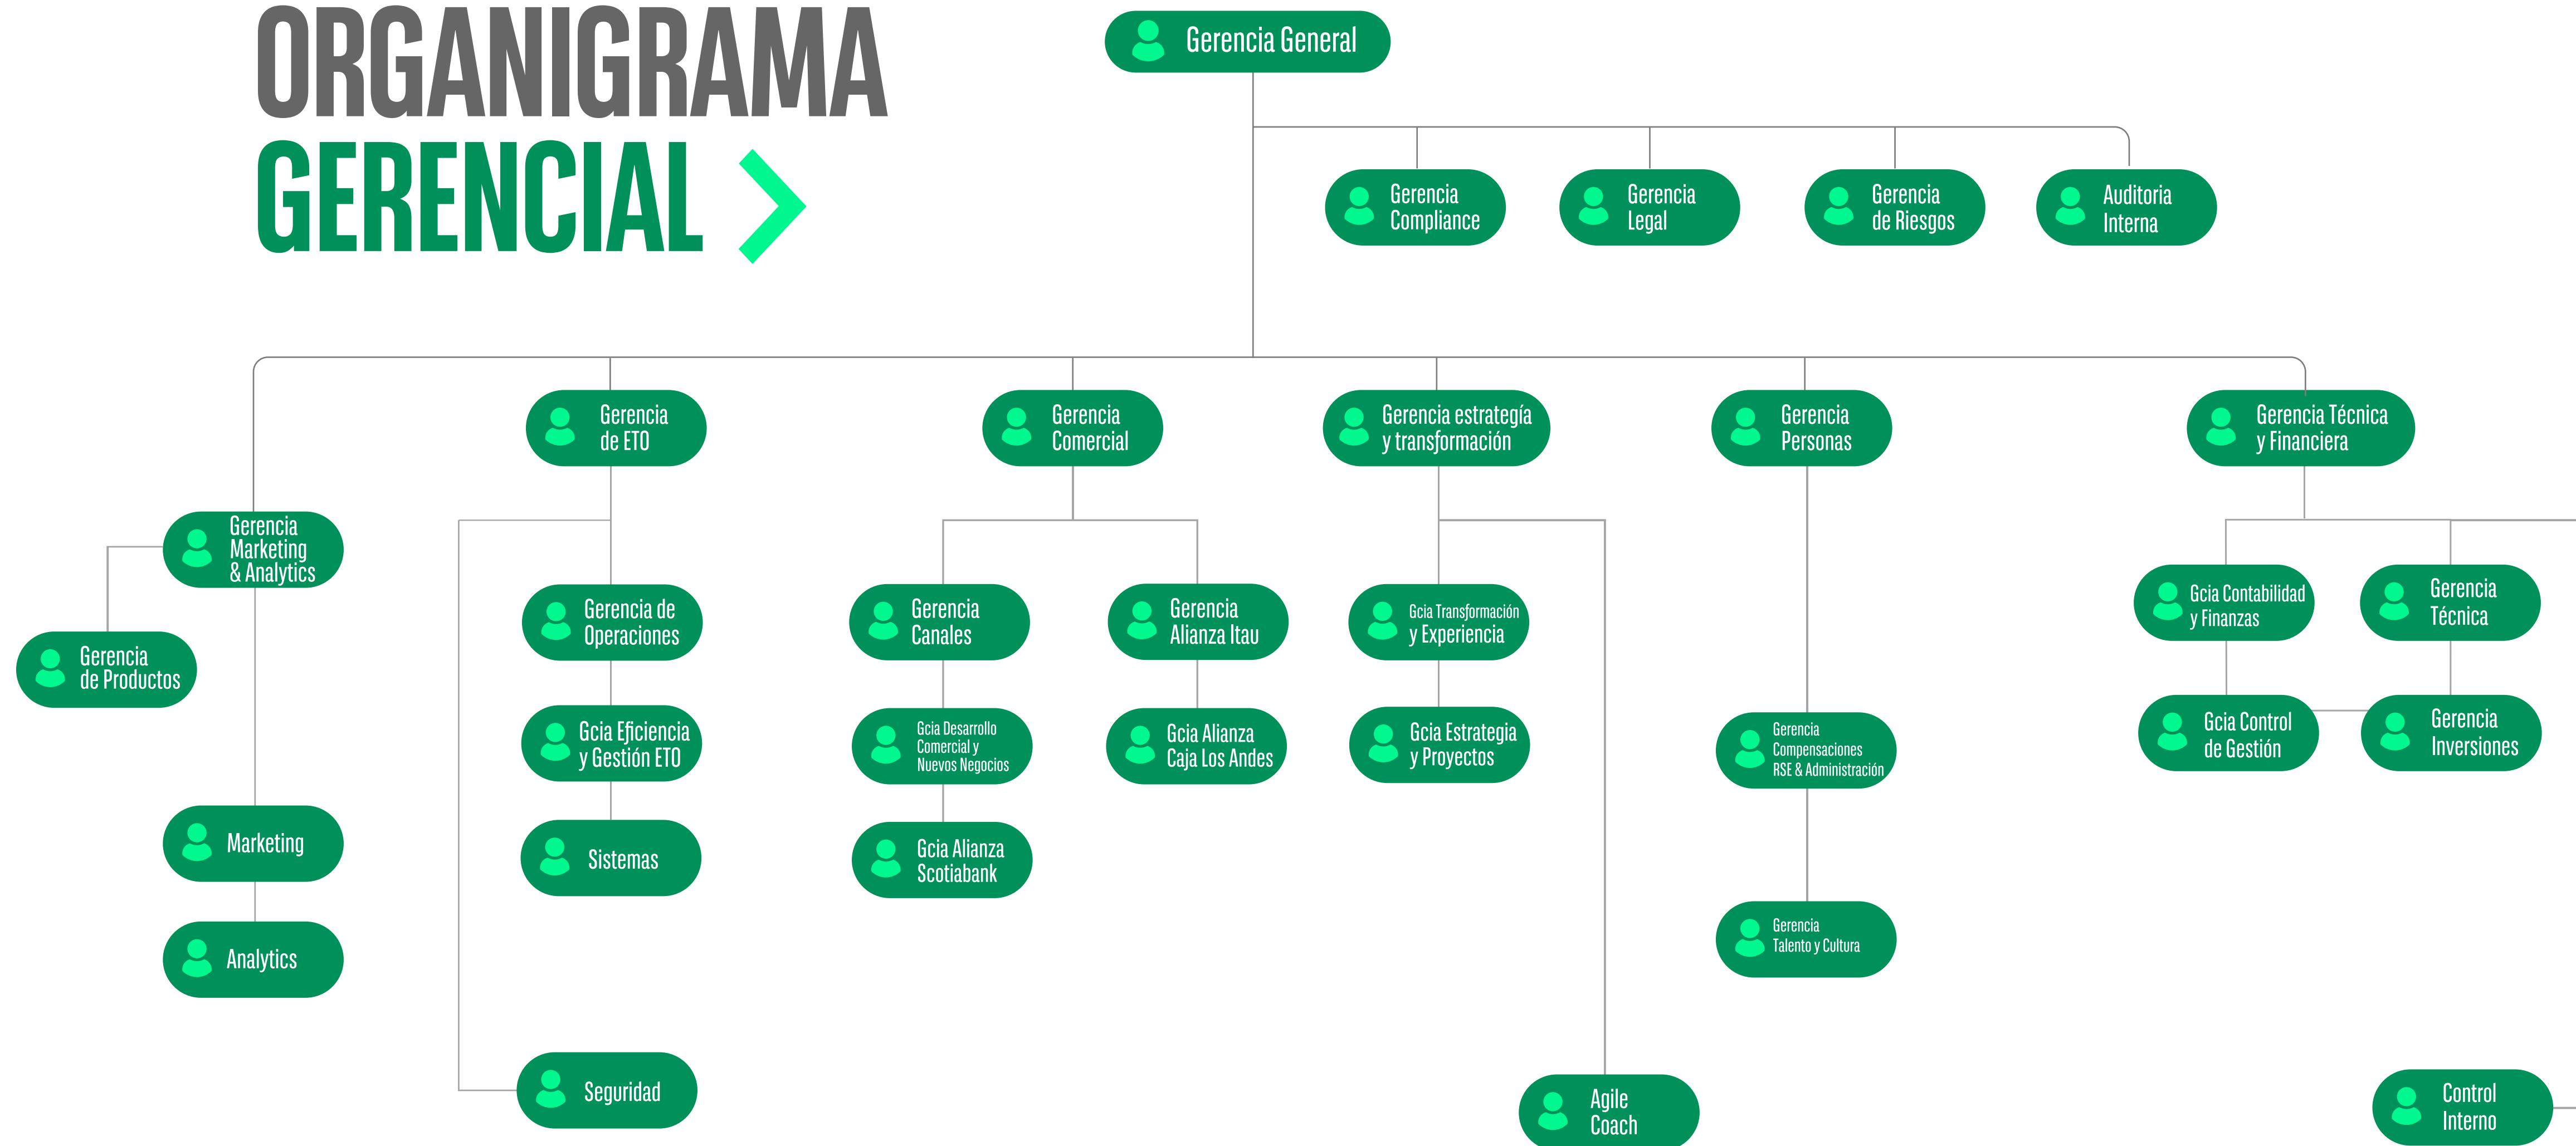 ORGANIGRAMA
GERENCIAL
Gerencia General
Gerencia
Compliance
Gerencia
Legal
Gerencia
de Riesgos
Auditoria
Interna
Gerencia
de ETO
Gerencia
Comercial
Gerencia estrategía
y transformación
Gerencia
Personas
Gerencia Técnica
y Financiera
Gerencia
Marketing
& Analytics
Gerencia
de Productos
Marketing
Analytics
Gerencia de
Operaciones
Gcia Eficiencia
y Gestión ETO
Sistemas
Seguridad
Gerencia
Canales
Gcia Desarrollo
Comercial y
Nuevos Negocios
Gcia Alianza
Scotiabank
Gerencia
Alianza Itau
Gcia Alianza
Caja Los Andes
Gcia Transformación
y Experiencia
Gcia Estrategia
y Proyectos
Agile
Coach
Gerencia
Compensaciones
RSE & Administración
Gerencia
Talento y Cultura
Gcia Contabilidad
y Finanzas
Gcia Control
de Gestión
Gerencia
Técnica
Gerencia
Inversiones
Control
Interno